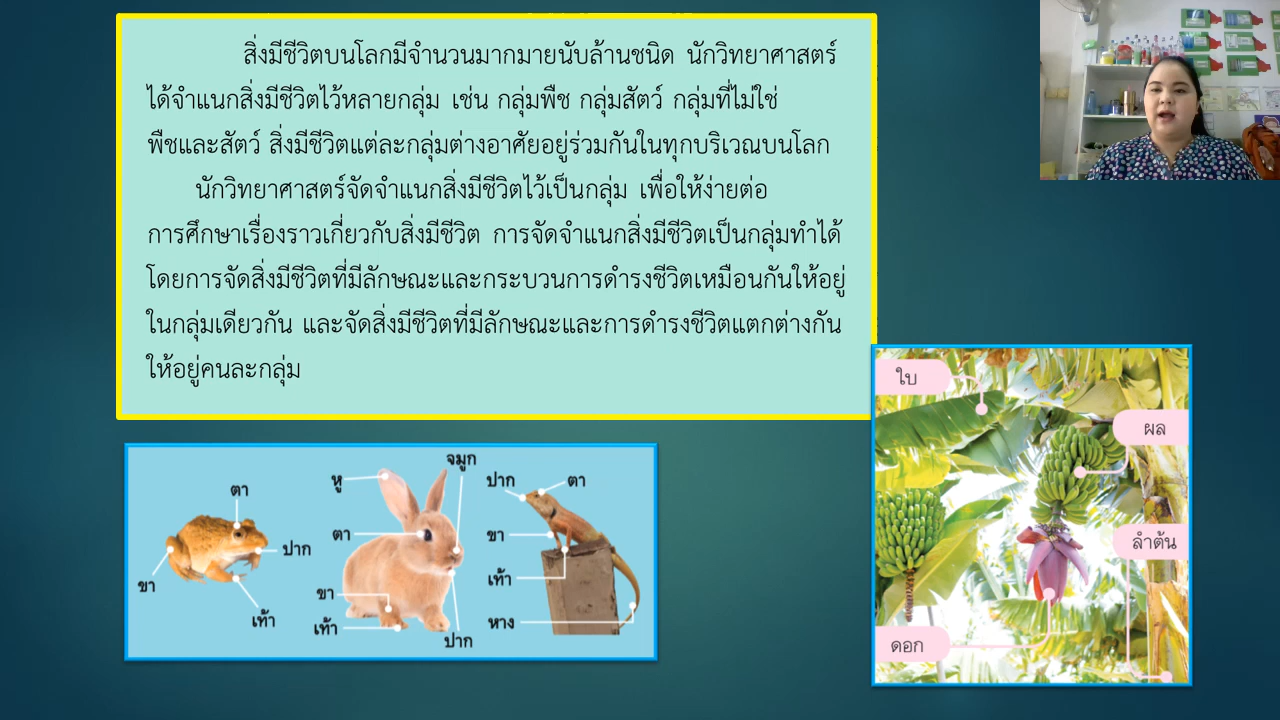 สิ่งมีชีวิตบนโลกมีจำนวนมากมายนับล้านชนิด นักวิทยาศาสตร์
ได้จำแนกสิ่งมีชีวิตไว้หลายกลุ่ม เช่น กลุ่มพืช กลุ่มสัตว์ กลุ่มที่ไม่ใช่
พืชและสัตว์ สิ่งมีชีวิตแต่ละกลุ่มต่างอาศัยอยู่ร่วมกันในทุกบริเวณบนโลก
นักวิทยาศาสตร์จัดจำแนกสิ่งมีชีวิตไว้เป็นกลุ่ม เพื่อให้ง่ายต่อ
การศึกษาเรื่องราวเกี่ยวกับสิ่งมีชีวิต การจัดจำแนกสิ่งมีชีวิตเป็นกลุ่มทำได้
โดยการจัดสิ่งมีชีวิตที่มีลักษณะและกระบวนการดำรงชีวิตเหมือนกันให้อยู่
ในกลุ่มเดียวกัน และจัดสิ่งมีชีวิตที่มีลักษณะและการดำรงชีวิตแตกต่างกัน
ให้อยู่คนละกลุ่ม
ตา
ปาก
ขา
เท้า
หู
จมูก
ตา
ขา
เท้า
ปาก
ปาก
ตา
ขา
เท้า
หาง
ใบ
ผล
ลำต้น
ดอก